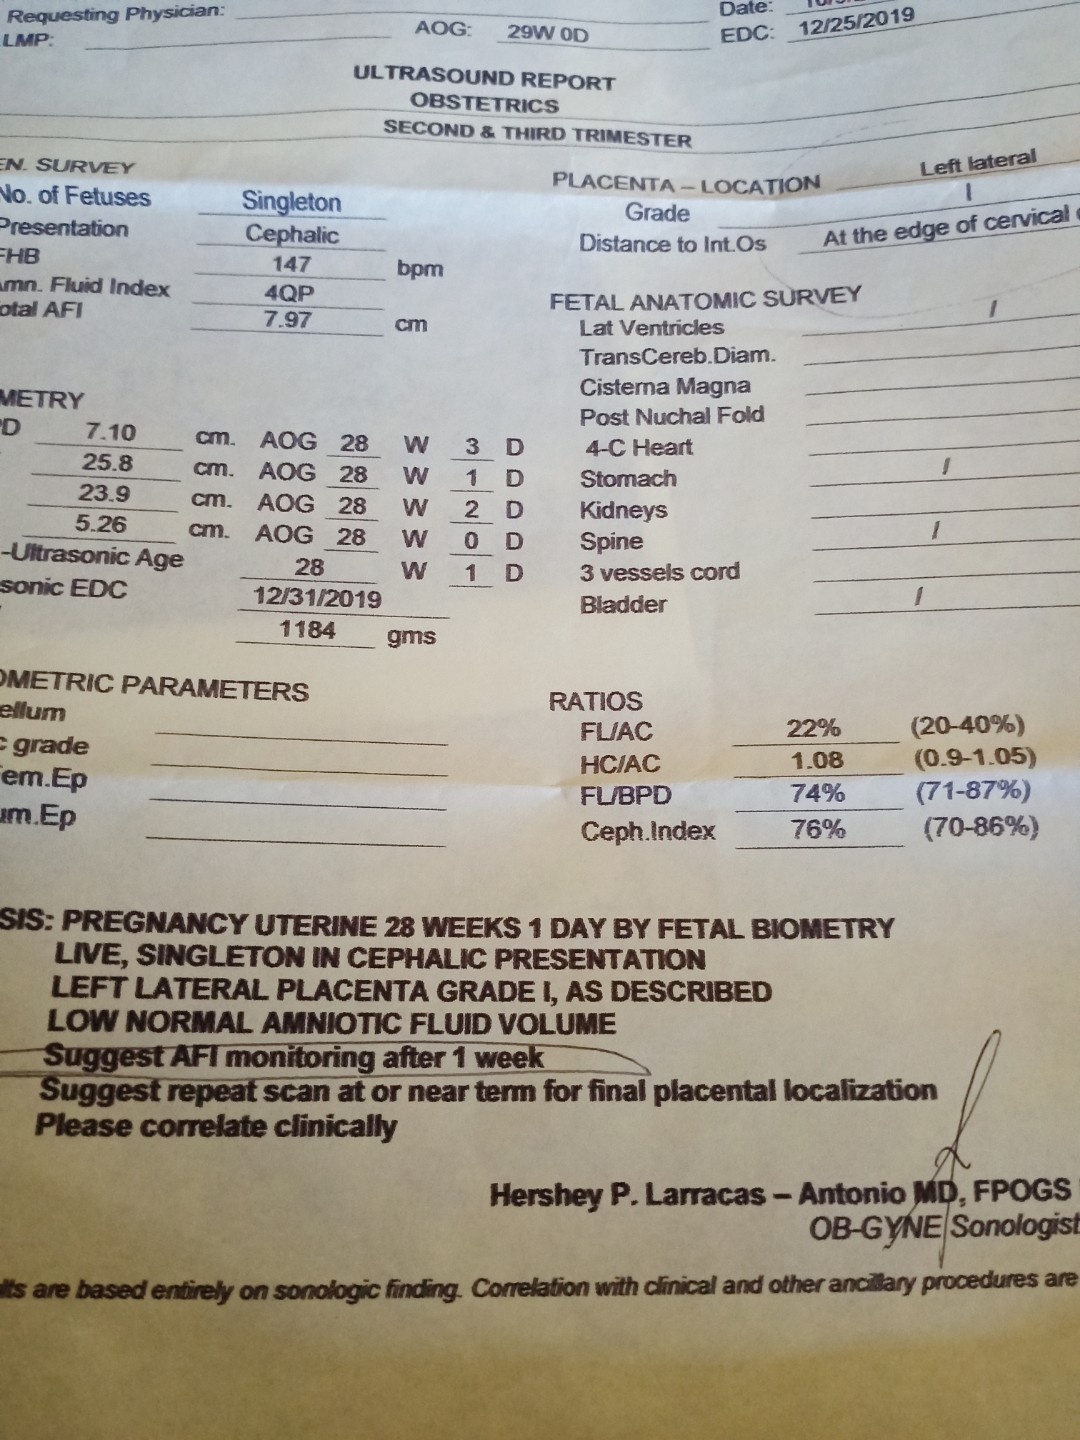 Requesting Physician: Date:
LMP: AOG: 29W 0D EDC: 12/25/2019
ULTRASOUND REPORT
OBSTETRICS
SECOND & THIRD TRIMESTER
EN. SURVEY
No. of Fetuses Singleton
Presentation Cephalic
FHB 147 bpm
Amn. Fluid Index 4QP
otal AFI 7.97 cm
PLACENTA – LOCATION Left lateral
Grade I
Distance to Int.Os At the edge of cervical
FETAL ANATOMIC SURVEY
Lat Ventricles /
TransCereb.Diam.
Cisterna Magna
Post Nuchal Fold
4-C Heart
Stomach /
Kidneys
Spine /
3 vessels cord
Bladder /
METRY
PD 7.10 cm. AOG 28 W 3 D
25.8 cm. AOG 28 W 1 D
23.9 cm. AOG 28 W 2 D
5.26 cm. AOG 28 W 0 D
-Ultrasonic Age 28 W 1 D
sonic EDC 12/31/2019
1184 gms
OMETRIC PARAMETERS
ellum
c grade
em.Ep
um.Ep
RATIOS
FL/AC 22% (20-40%)
HC/AC 1.08 (0.9-1.05)
FL/BPD 74% (71-87%)
Ceph.Index 76% (70-86%)
SIS: PREGNANCY UTERINE 28 WEEKS 1 DAY BY FETAL BIOMETRY
LIVE, SINGLETON IN CEPHALIC PRESENTATION
LEFT LATERAL PLACENTA GRADE I, AS DESCRIBED
LOW NORMAL AMNIOTIC FLUID VOLUME
Suggest AFI monitoring after 1 week
Suggest repeat scan at or near term for final placental localization
Please correlate clinically
Hershey P. Larracas – Antonio MD, FPOGS
OB-GYNE Sonologist
lts are based entirely on sonologic finding. Correlation with clinical and other ancillary procedures are